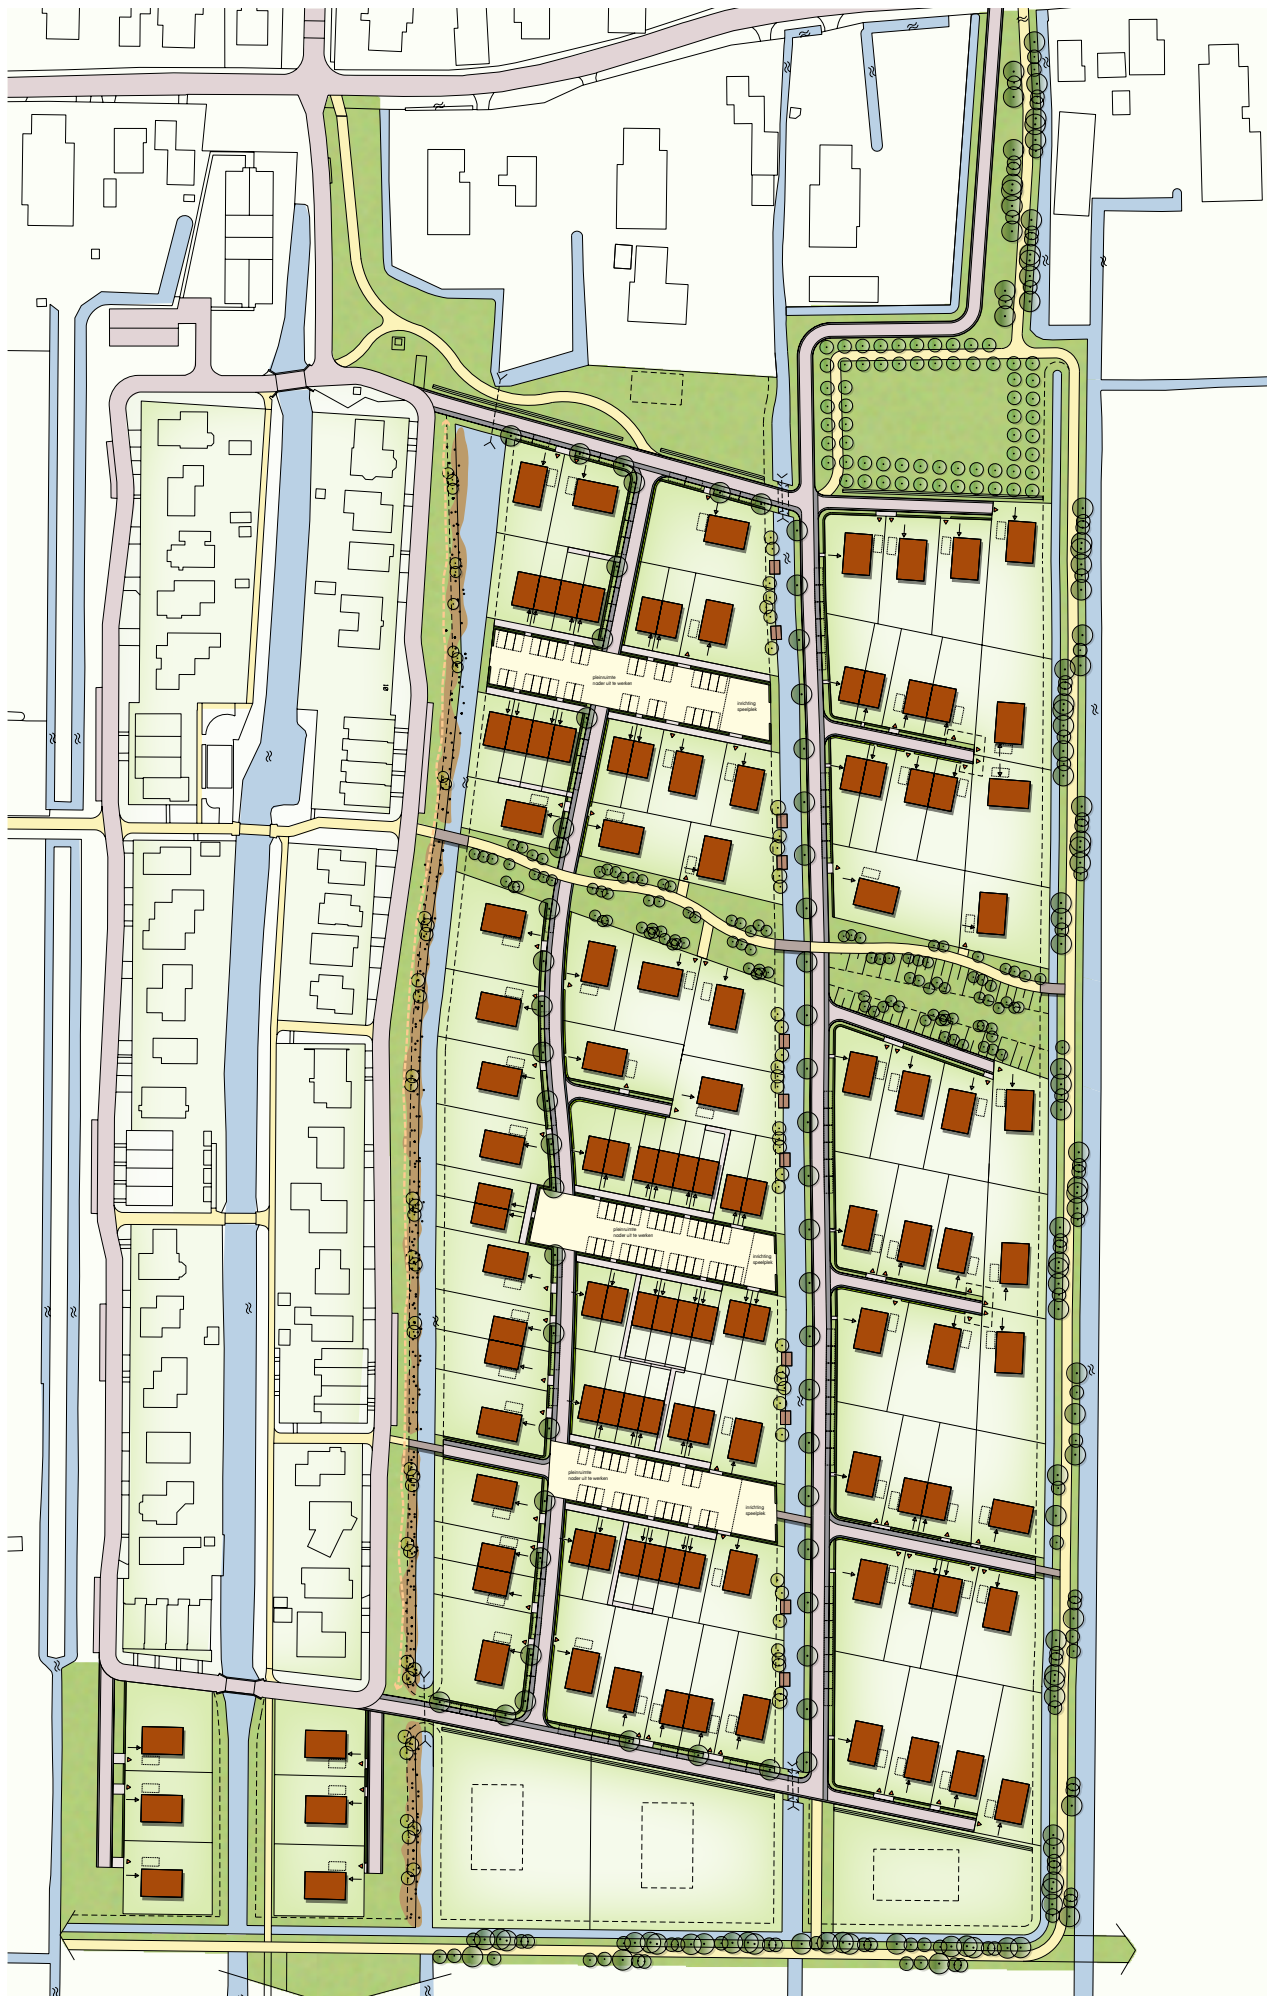 pleinruimte
nader uit te werken
inrichting
speelplek
pleinruimte
nader uit te werken
inrichting
speelplek
pleinruimte
nader uit te werken
inrichting
speelplek